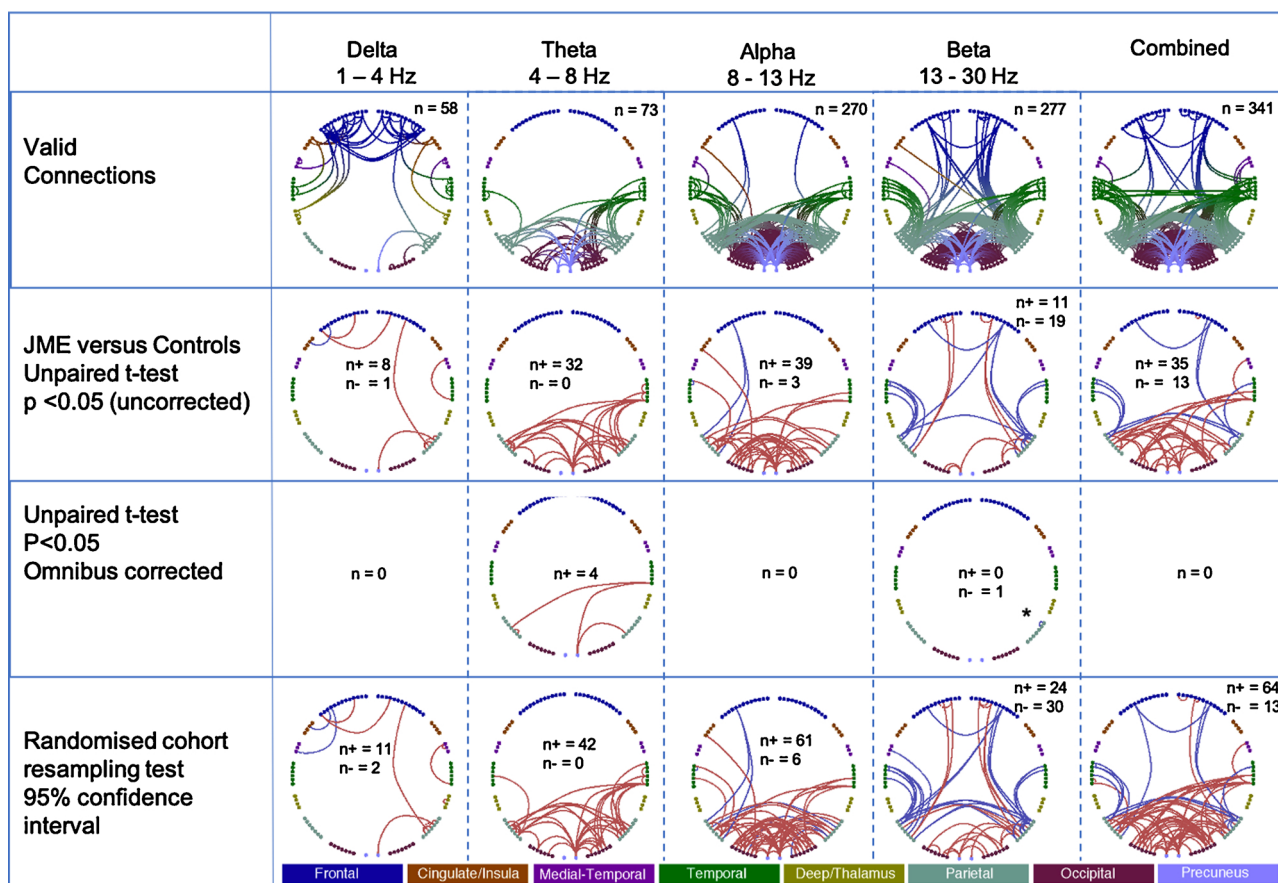 Delta
1 – 4 Hz
Theta
4 – 8 Hz
Alpha
8 - 13 Hz
Beta
13 - 30 Hz
Combined
Valid
Connections
n = 58
n = 73
n = 270
n = 277
n = 341
JME versus Controls
Unpaired t-test
p <0.05 (uncorrected)
n+ = 8
n- = 1
n+ = 32
n- = 0
n+ = 39
n- = 3
n+ = 11
n- = 19
n+ = 35
n- = 13
Unpaired t-test
P<0.05
Omnibus corrected
n = 0
n+ = 4
n = 0
n+ = 0
n- = 1
*
n = 0
Randomised cohort
resampling test
95% confidence
interval
n+ = 11
n- = 2
n+ = 42
n- = 0
n+ = 61
n- = 6
n+ = 24
n- = 30
n+ = 64
n- = 13
Frontal
Cingulate/Insula
Medial-Temporal
Temporal
Deep/Thalamus
Parietal
Occipital
Precuneus